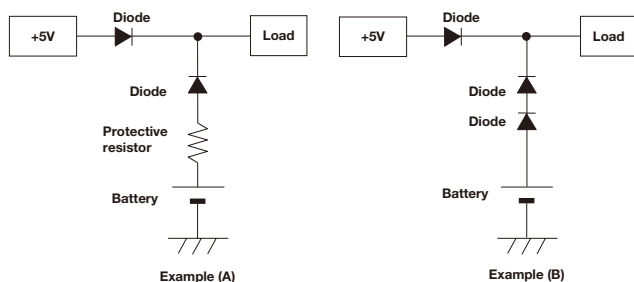 Diode
+5V
Load
Diode
Protective
resistor
Battery
Example (A)
Diode
+5V
Load
Diode
Diode
Battery
Example (B)